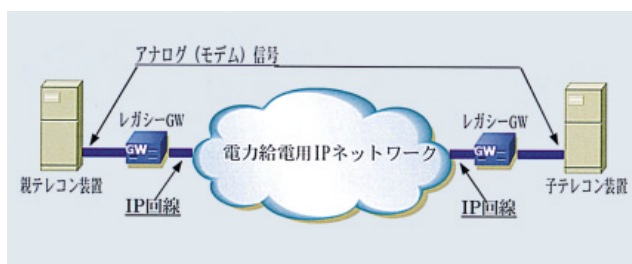 アナログ（モデム）信号
レガシーGW
レガシーGW
GW
電力給電用IPネットワーク
GW
親テレコン装置
子テレコン装置
IP回線
IP回線